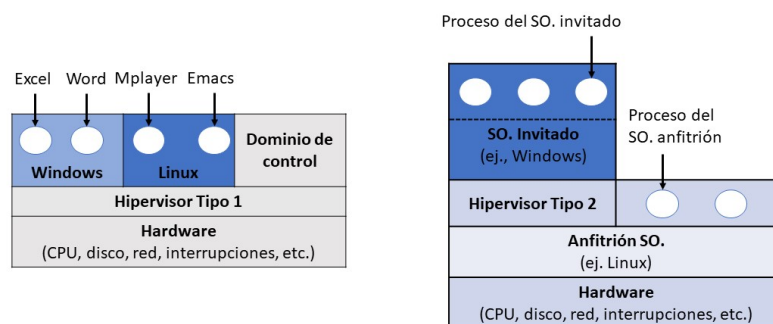 Excel Word Mplayer Emacs
Windows
Linux
Dominio de
control
Hipervisor Tipo 1
Hardware
(CPU, disco, red, interrupciones, etc.)
Proceso del SO. invitado
SO. Invitado
(ej., Windows)
Proceso del
SO. anfitrión
Hipervisor Tipo 2
Anfitrión SO.
(ej. Linux)
Hardware
(CPU, disco, red, interrupciones, etc.)